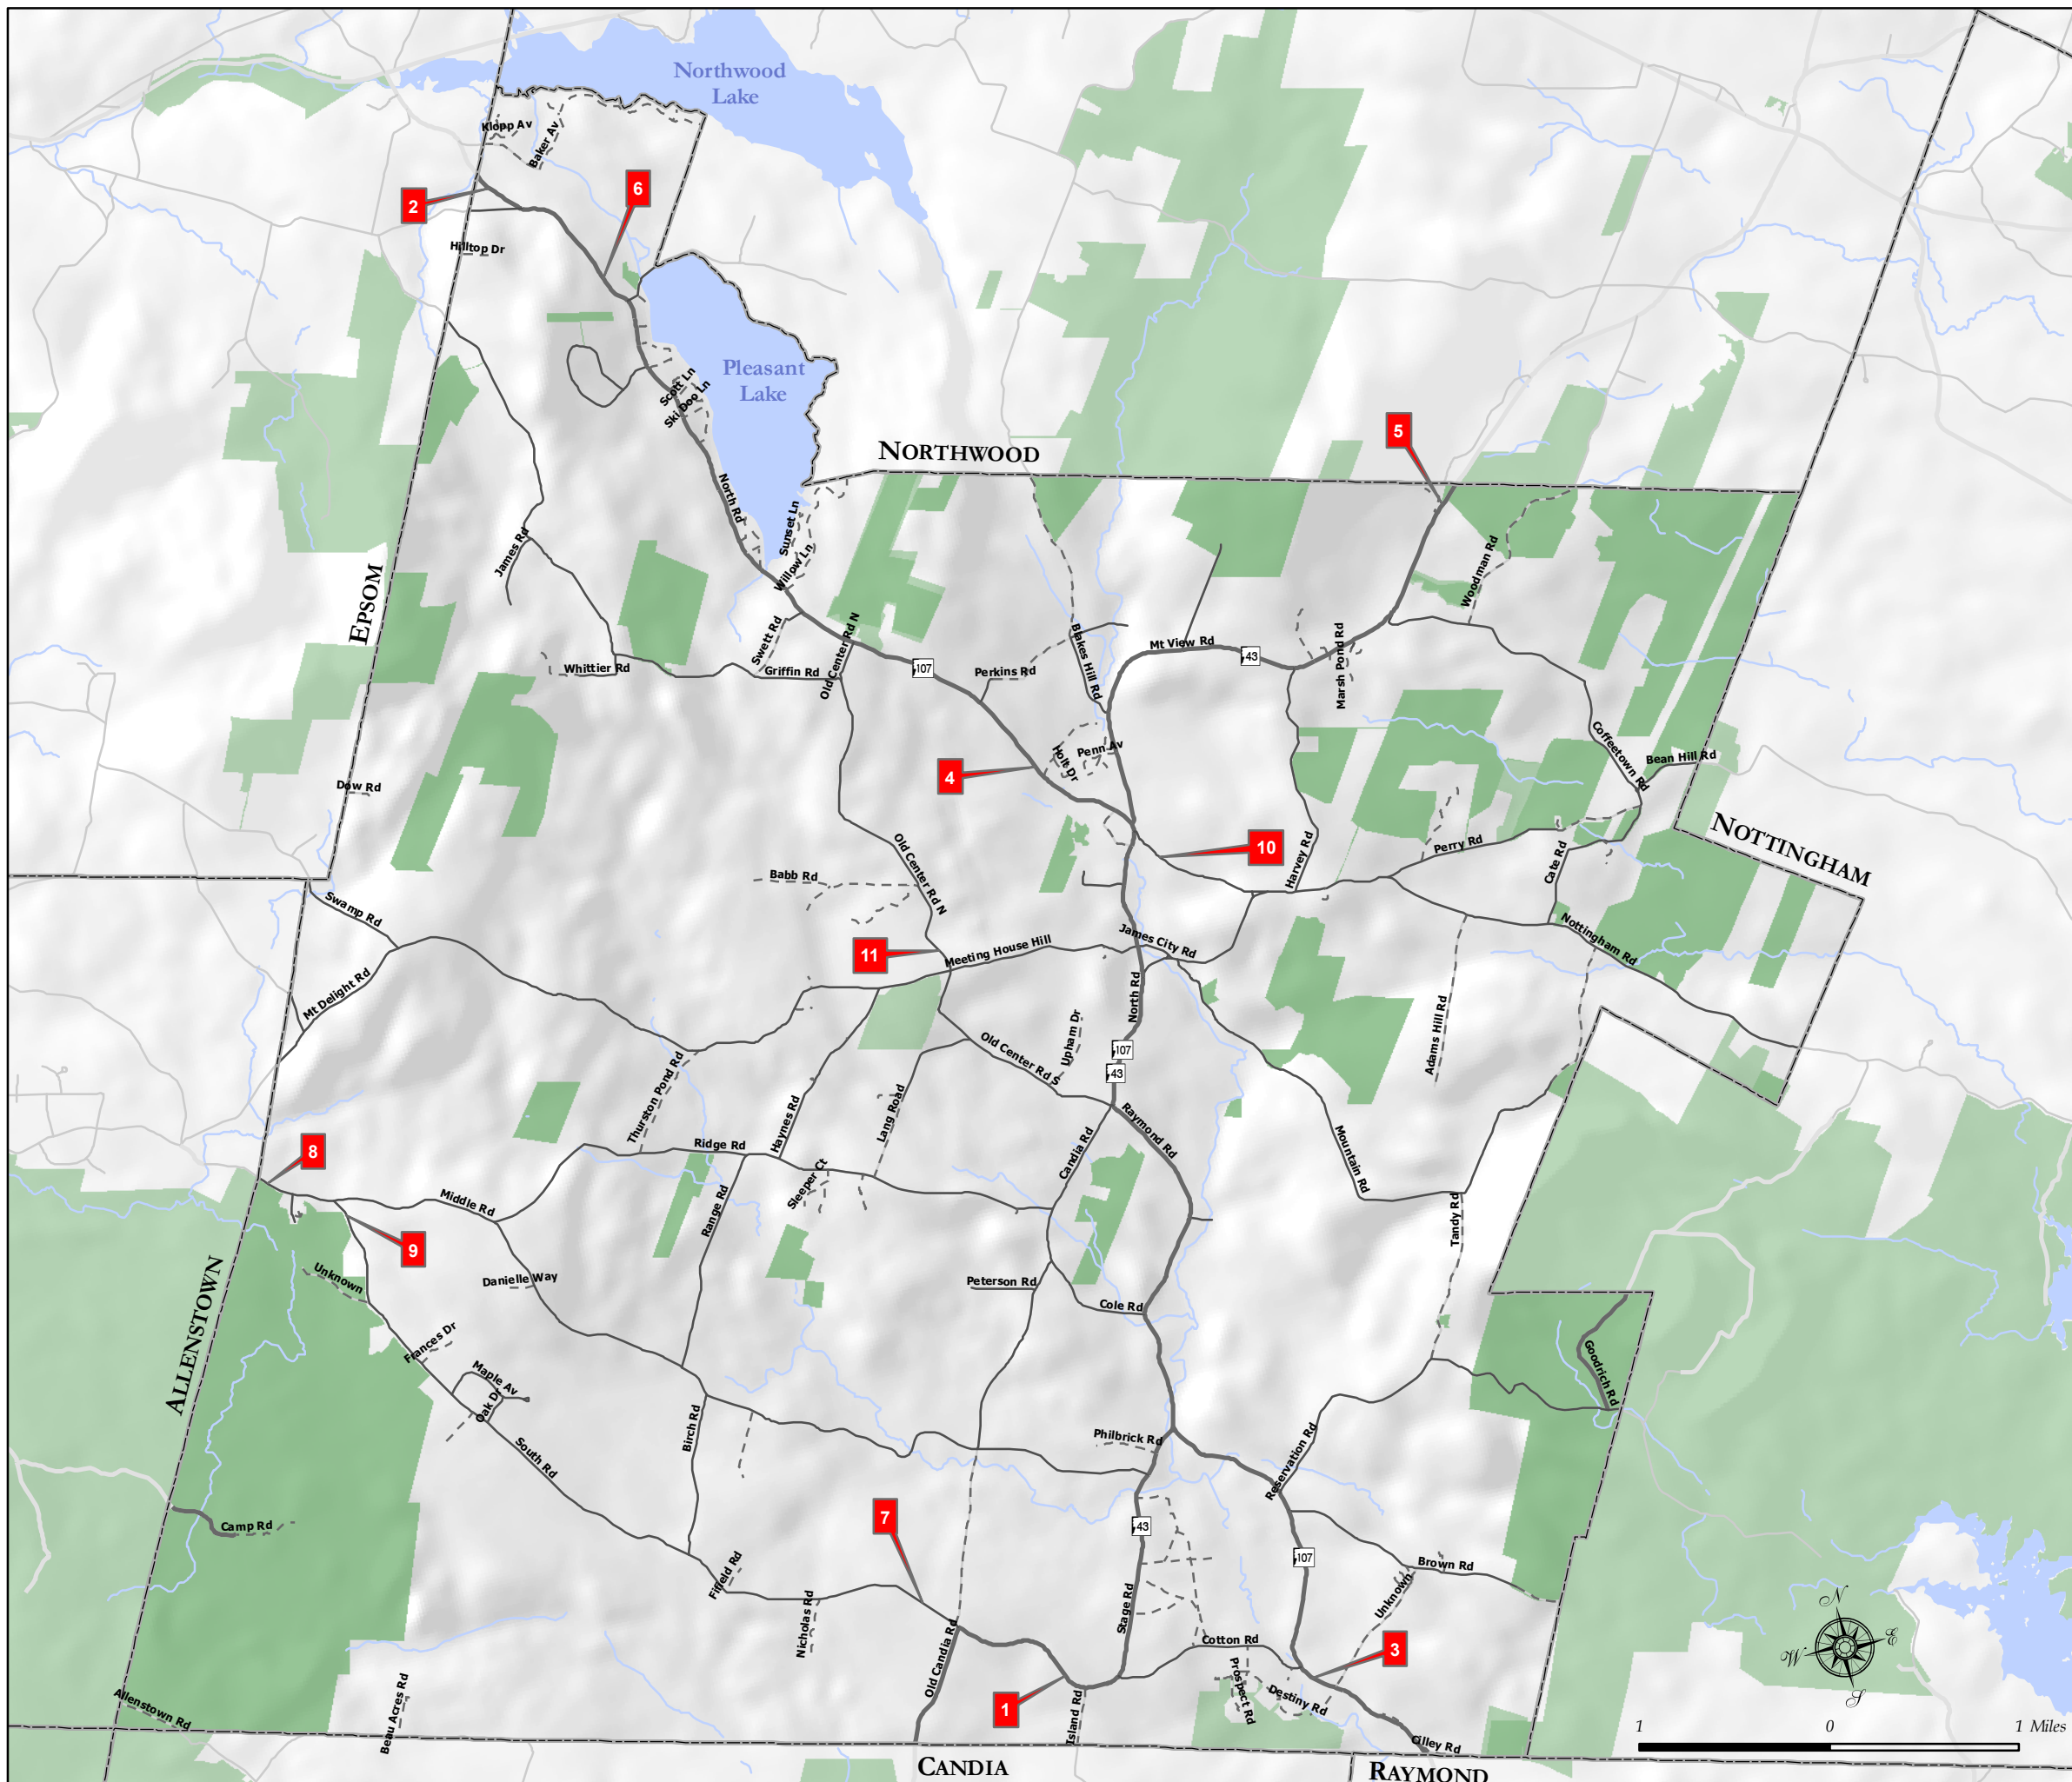 Northwood
Lake
Klopp Av
Baker Av
6
2
Hilltop Dr
Pleasant
Lake
Scott Ln
Ski Doo Ln
5
NORTHWOOD
North Rd
Sunset Ln
Willow Ln
James Rd
EPSOM
Woodman Rd
Swett Rd
Old Center Rd N
Blakes Hill Rd
Mt View Rd
43
Marsh Pond Rd
Whittier Rd
Griffin Rd
107
Perkins Rd
Coffeetown Rd
Bean Hill Rd
Holt Dr
Penn Av
4
Dow Rd
NOTTINGHAM
10
Harvey Rd
Perry Rd
Cate Rd
Babb Rd
Old Center Rd N
Swamp Rd
Nottingham Rd
James City Rd
11
Meeting House Hill
Mt Delight Rd
North Rd
Adams Hill Rd
Upham Dr
Old Center Rd S
107
43
Thurston Pond Rd
Haynes Rd
Lang Road
Raymond Rd
Candia Rd
Mountain Rd
8
Ridge Rd
Sleeper Ct
Range Rd
Middle Rd
Tandy Rd
9
Unknown
Danielle Way
Peterson Rd
Cole Rd
ALLENSTOWN
Frances Dr
Maple Av
Oak Dr
Goodrich Rd
Birch Rd
South Rd
Philbrick Rd
Reservation Rd
7
Camp Rd
43
107
Brown Rd
Fifield Rd
Unknown
Nicholas Rd
Stage Rd
N
W
E
S
Old Candia Rd
Cotton Rd
3
Prospect Rd
Destiny Rd
1
Island Rd
Allenstown Rd
Beau Acres Rd
Cilley Rd
1
0
1 Miles
CANDIA
RAYMOND